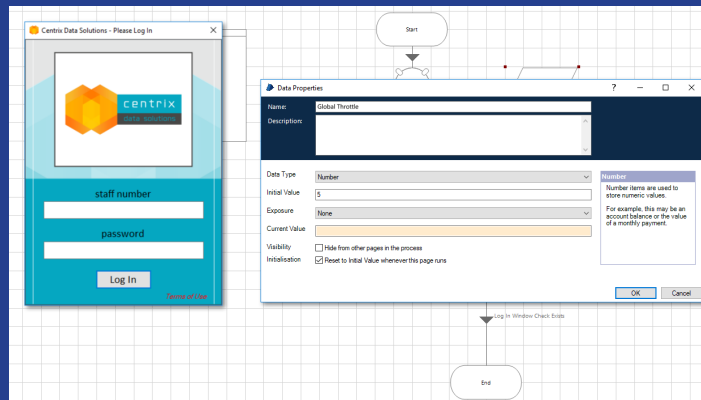 Centrix Data Solutions - Please Log In
centrix
data solutions
staff number
password
Log In
Terms of Use
Start
Data Properties
Name:
Global Throttle
Description:
Data Type
Number
Initial Value
5
Exposure
None
Current Value
Visibility
Hide from other pages in the process
Initialisation
Reset to Initial Value whenever this page runs
Number
Number items are used to
store numeric values.
For example, this may be an
account balance or the value
of a monthly payment.
OK
Cancel
Log In Window Check Exists
End